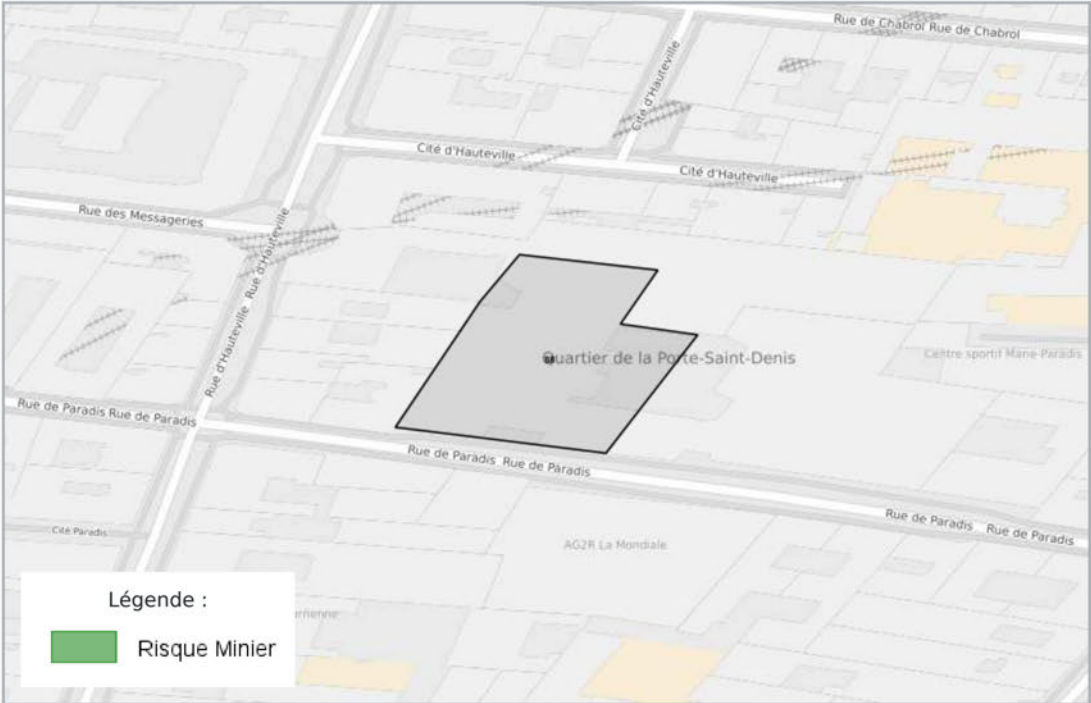 Rue de Chabrol Rue de Chabrol
Cité d'Hauteville
Cité d'Hauteville
Cité d'Hauteville
Rue des Messageries
Rue d'Hauteville Rue d'Hauteville
Quartier de la Porte-Saint-Denis
Centre sportif Marie-Paradis
Rue de Paradis Rue de Paradis
Rue de Paradis Rue de Paradis
Rue de Paradis Rue de Paradis
Cité Paradis
AG2R La Mondiale
Légende :
Risque Minier